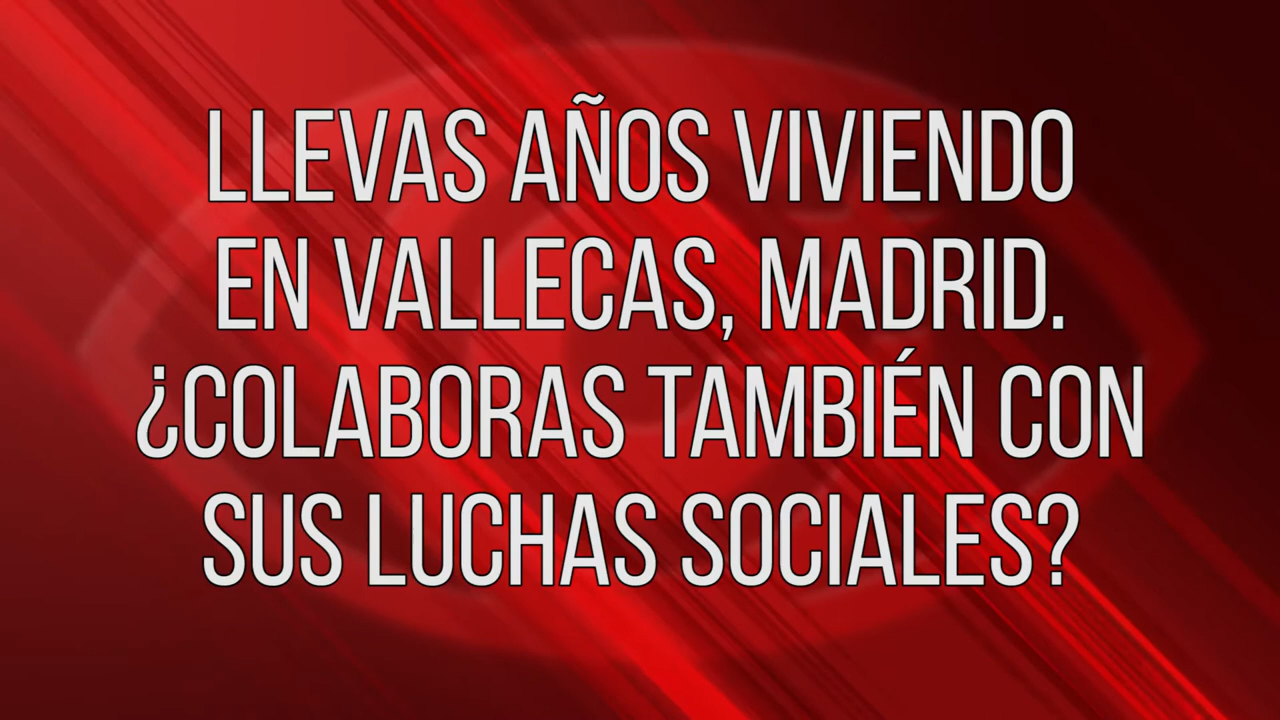 LLEVAS AÑOS VIVIENDO
EN VALLECAS, MADRID.
¿COLABORAS TAMBIÉN CON
SUS LUCHAS SOCIALES?